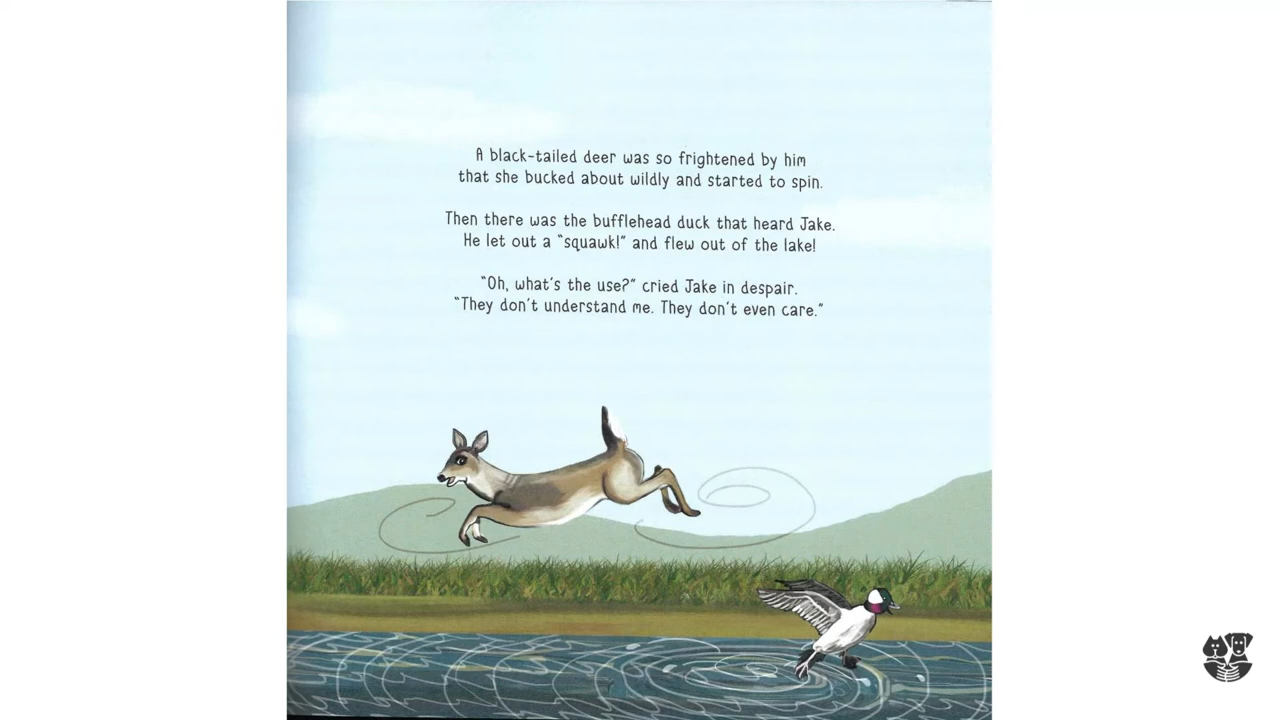 A black-tailed deer was so frightened by him
that she bucked about wildly and started to spin.
Then there was the bufflehead duck that heard Jake.
He let out a “squawk!” and flew out of the lake!
“Oh, what's the use?” cried Jake in despair.
“They don't understand me. They don't even care.”